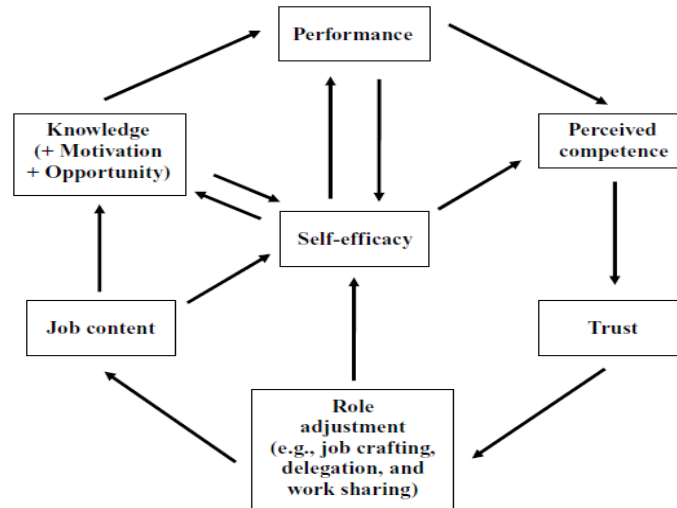 Performance
Knowledge
(+ Motivation
+ Opportunity)
Perceived
competence
Self-efficacy
Job content
Trust
Role
adjustment
(e.g., job crafting,
delegation, and
work sharing)